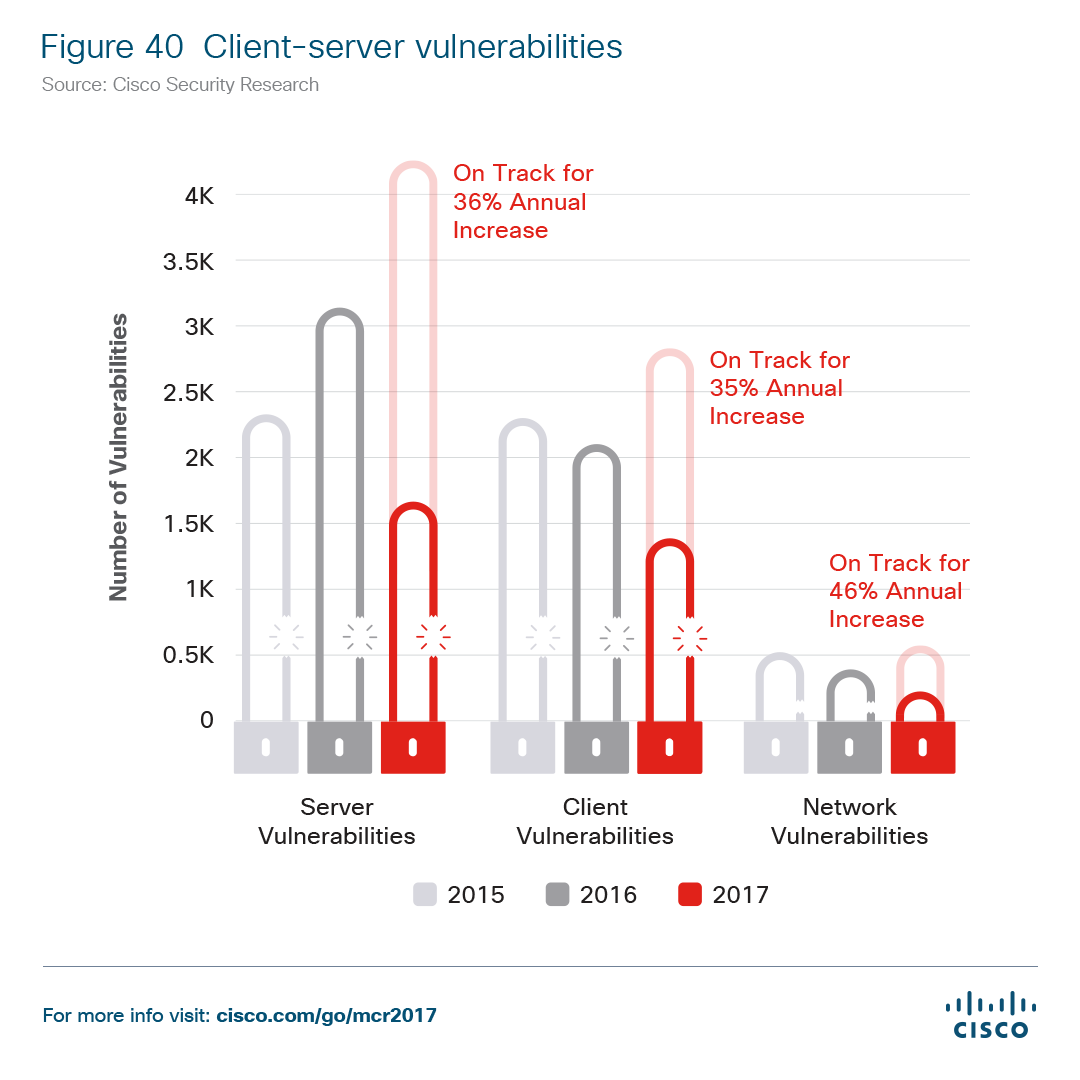 Figure 40  Client-server vulnerabilities
Source: Cisco Security Research
On Track for
36% Annual
Increase
On Track for
35% Annual
Increase
On Track for
46% Annual
Increase
Number of Vulnerabilities
4K
3.5K
3K
2.5K
2K
1.5K
1K
0.5K
0
Server
Vulnerabilities
Client
Vulnerabilities
Network
Vulnerabilities
2015
2016
2017
For more info visit: cisco.com/go/mcr2017
CISCO